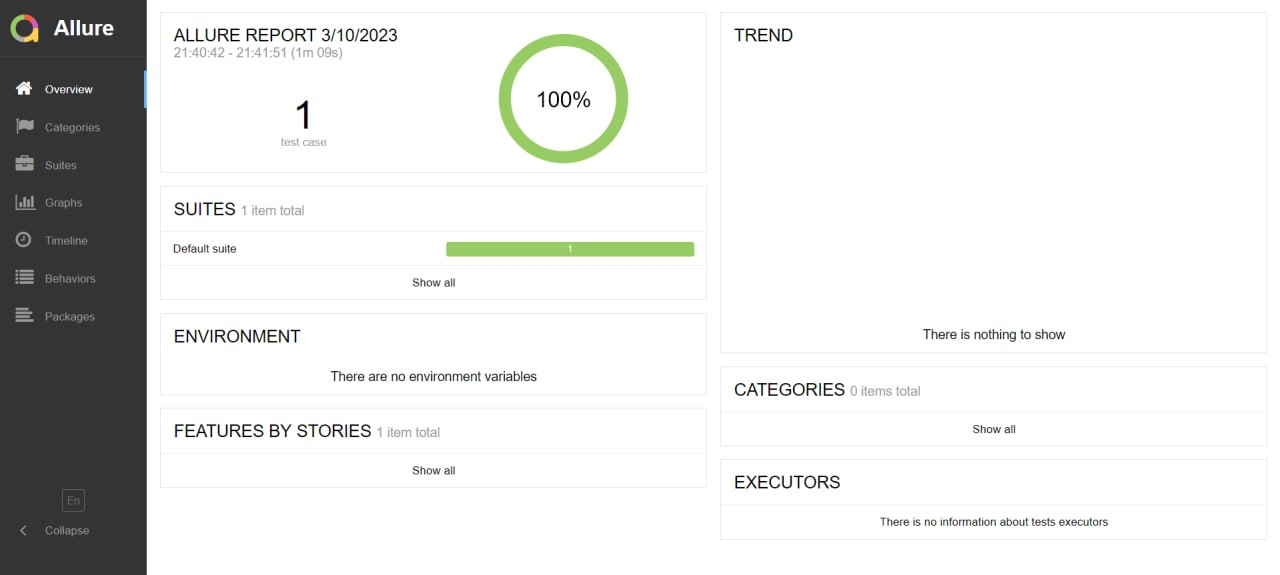 Allure
Overview
Categories
Suites
Graphs
Timeline
Behaviors
Packages
En
Collapse
ALLURE REPORT 3/10/2023
21:40:42 - 21:41:51 (1m 09s)
1
test case
100%
SUITES 1 item total
Default suite 1
Show all
ENVIRONMENT
There are no environment variables
FEATURES BY STORIES 1 item total
Show all
TREND
There is nothing to show
CATEGORIES 0 items total
Show all
EXECUTORS
There is no information about tests executors